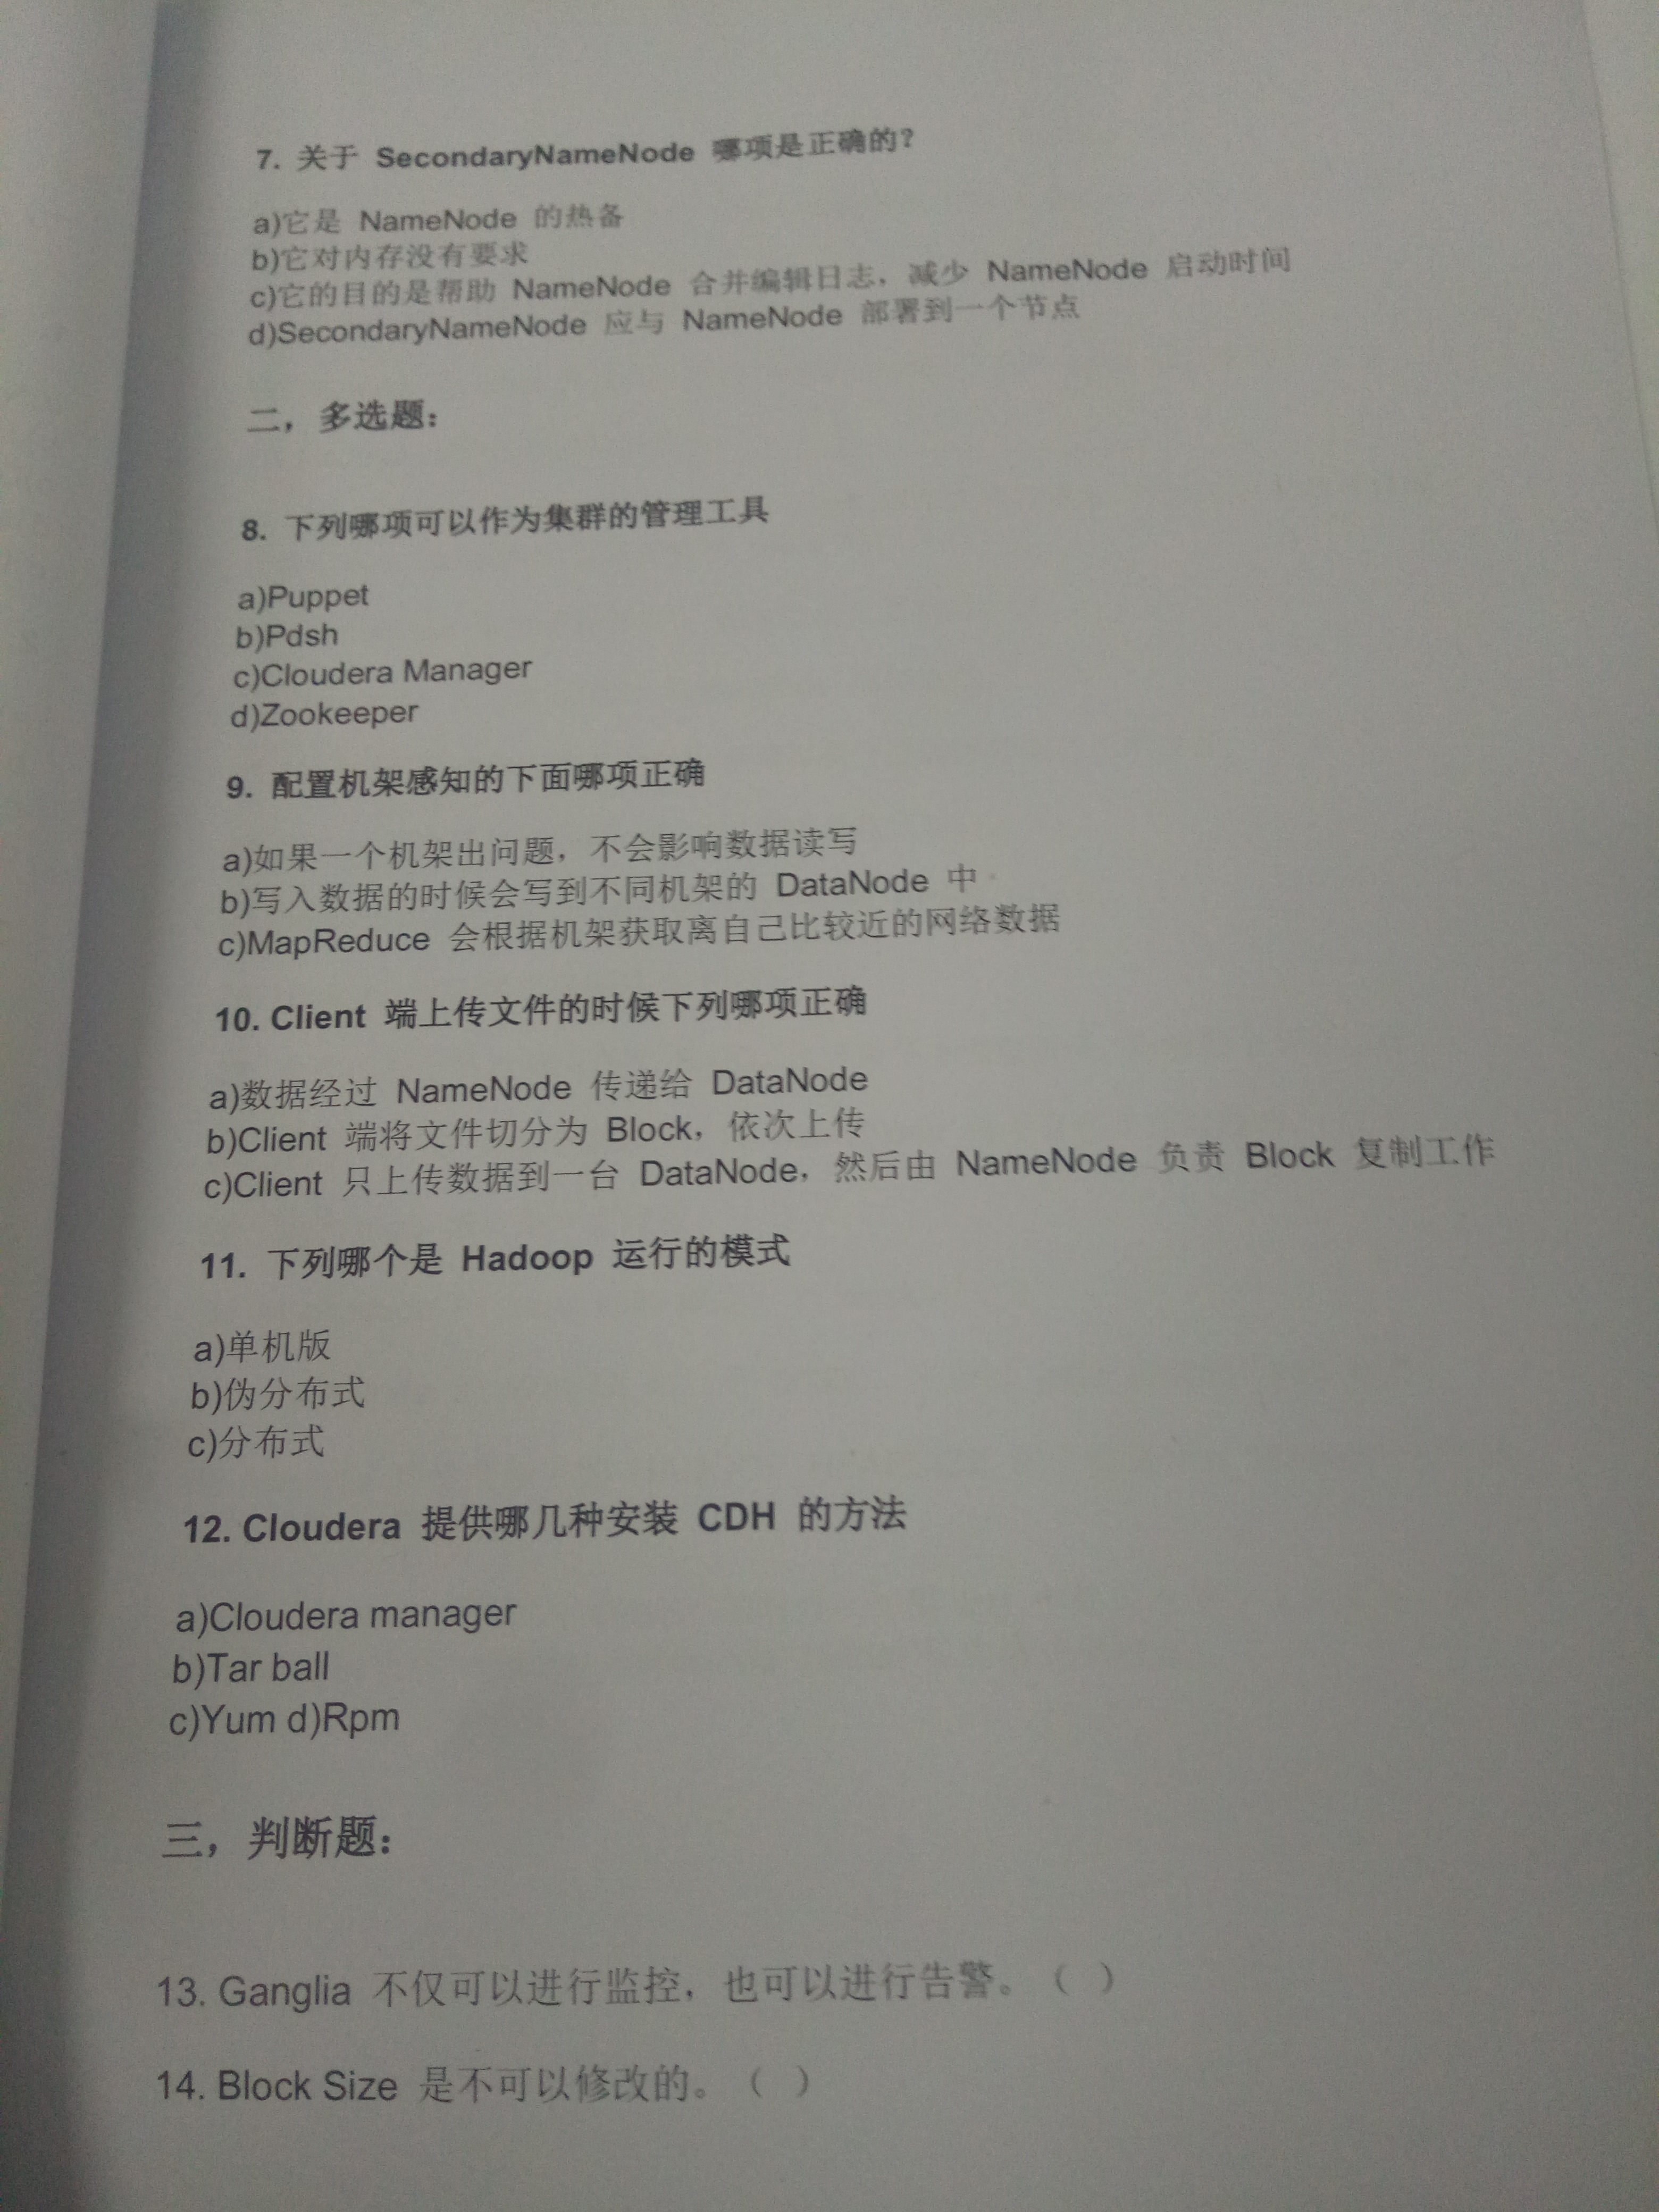 7. 关于 SecondaryNameNode 哪项是正确的?
a)它是 NameNode 的热备
b)它对内存没有要求
c)它的目的是帮助 NameNode 合并编辑日志，减少 NameNode 启动时间
d)SecondaryNameNode 应与 NameNode 部署到一个节点
二，多选题：
8. 下列哪项可以作为集群的管理工具
a)Puppet
b)Pdsh
c)Cloudera Manager
d)Zookeeper
9. 配置机架感知的下面哪项正确
a)如果一个机架出问题，不会影响数据读写
b)写入数据的时候会写到不同机架的 DataNode 中
c)MapReduce 会根据机架获取离自己比较近的网络数据
10. Client 端上传文件的时候下列哪项正确
a)数据经过 NameNode 传递给 DataNode
b)Client 端将文件切分为 Block，依次上传
c)Client 只上传数据到一台 DataNode，然后由 NameNode 负责 Block 复制工作
11. 下列哪个是 Hadoop 运行的模式
a)单机版
b)伪分布式
c)分布式
12. Cloudera 提供哪几种安装 CDH 的方法
a)Cloudera manager
b)Tar ball
c)Yum d)Rpm
三，判断题：
13. Ganglia 不仅可以进行监控，也可以进行告警。（ ）
14. Block Size 是不可以修改的。（ ）